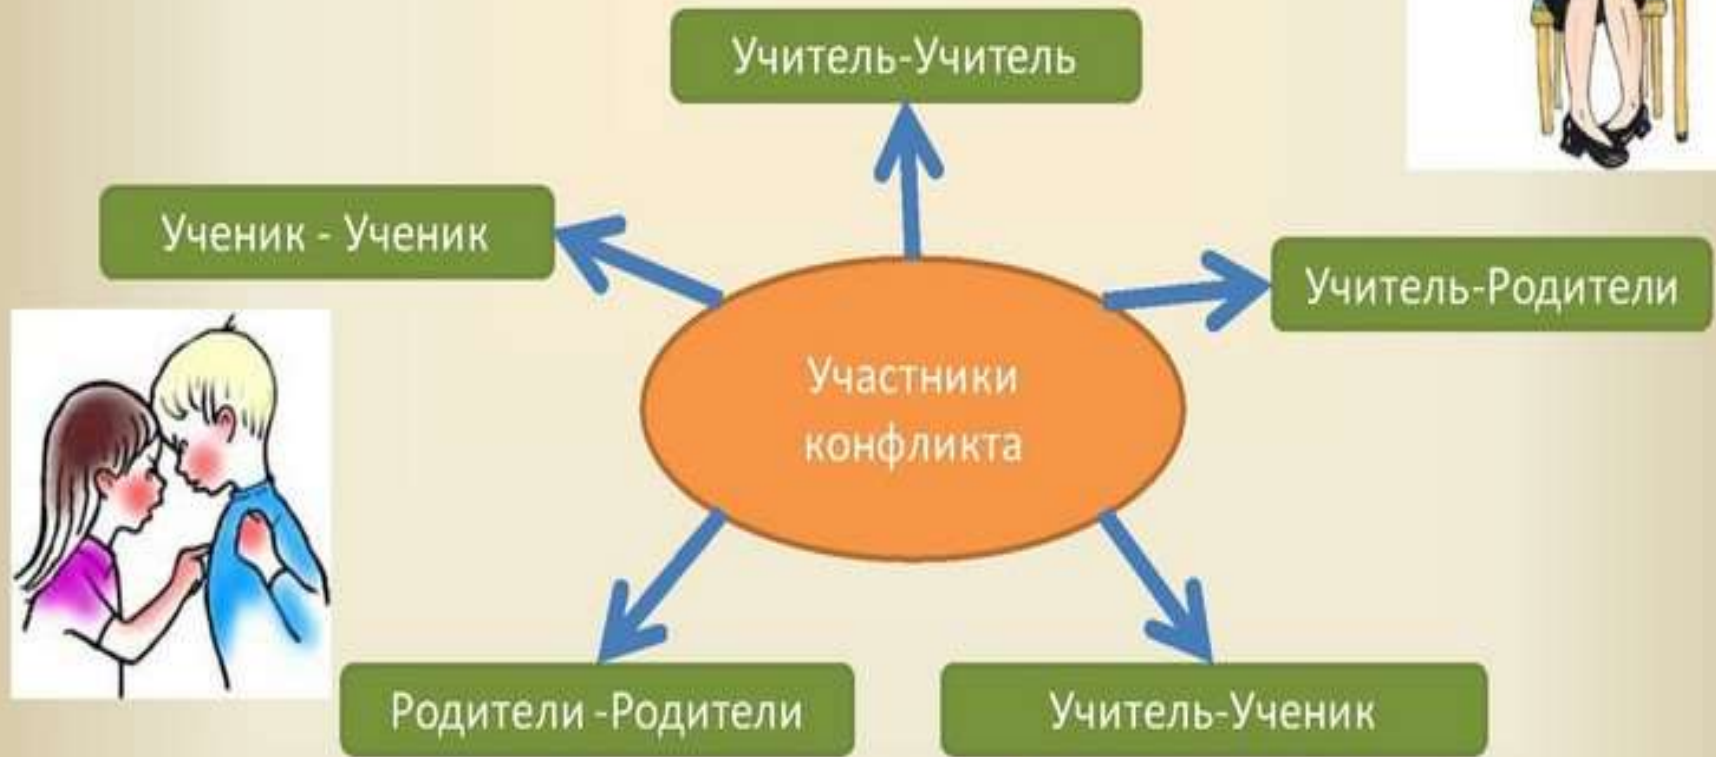 Учитель-Учитель
Ученик - Ученик
Учитель-Родители
Участники
конфликта
Родители -Родители
Учитель-Ученик